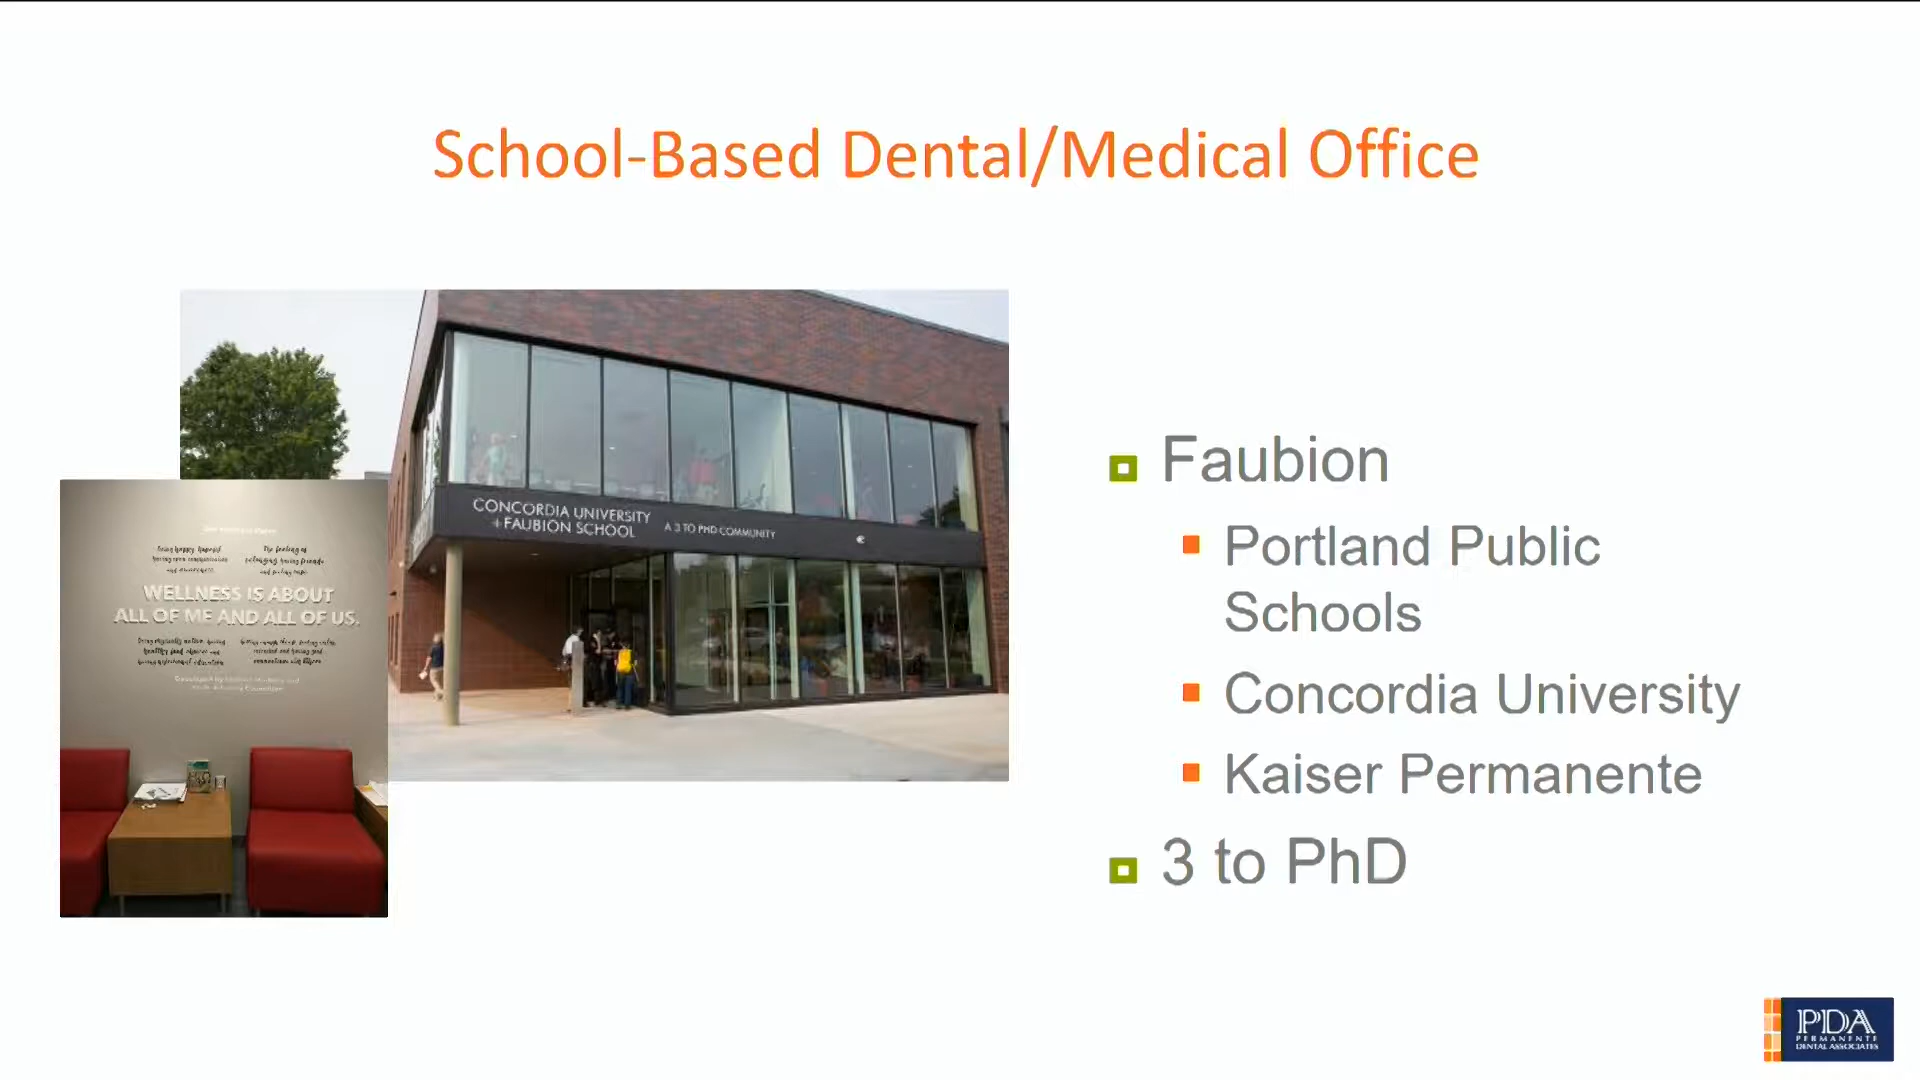 School-Based Dental/Medical Office
CONCORDIA UNIVERSITY
+FAUBION SCHOOL
A 3 TO PHD COMMUNITY
WELLNESS IS ABOUT
ALL OF ME AND ALL OF US.
Faubion
Portland Public
Schools
Concordia University
Kaiser Permanente
3 to PhD
PDA
PERMANENTE
DENTAL ASSOCIATES